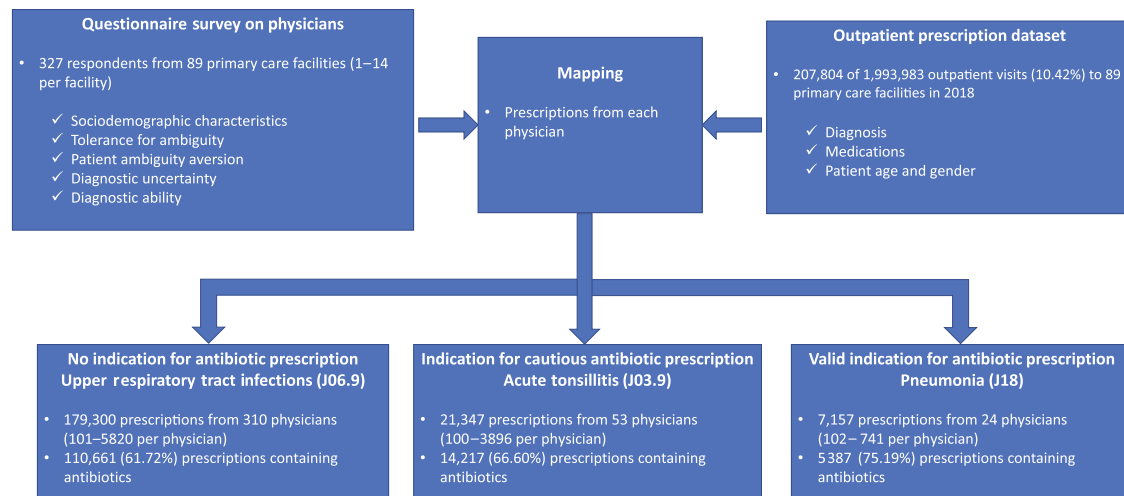 Questionnaire survey on physicians
• 327 respondents from 89 primary care facilities (1–14
per facility)
✓ Sociodemographic characteristics
✓ Tolerance for ambiguity
✓ Patient ambiguity aversion
✓ Diagnostic uncertainty
✓ Diagnostic ability
Mapping
• Prescriptions from each
physician
Outpatient prescription dataset
• 207,804 of 1,993,983 outpatient visits (10.42%) to 89
primary care facilities in 2018
✓ Diagnosis
✓ Medications
✓ Patient age and gender
No indication for antibiotic prescription
Upper respiratory tract infections (J06.9)
• 179,300 prescriptions from 310 physicians
(101–5820 per physician)
• 110,661 (61.72%) prescriptions containing
antibiotics
Indication for cautious antibiotic prescription
Acute tonsillitis (J03.9)
• 21,347 prescriptions from 53 physicians
(100–3896 per physician)
• 14,217 (66.60%) prescriptions containing
antibiotics
Valid indication for antibiotic prescription
Pneumonia (J18)
• 7,157 prescriptions from 24 physicians
(102– 741 per physician)
• 5387 (75.19%) prescriptions containing
antibiotics